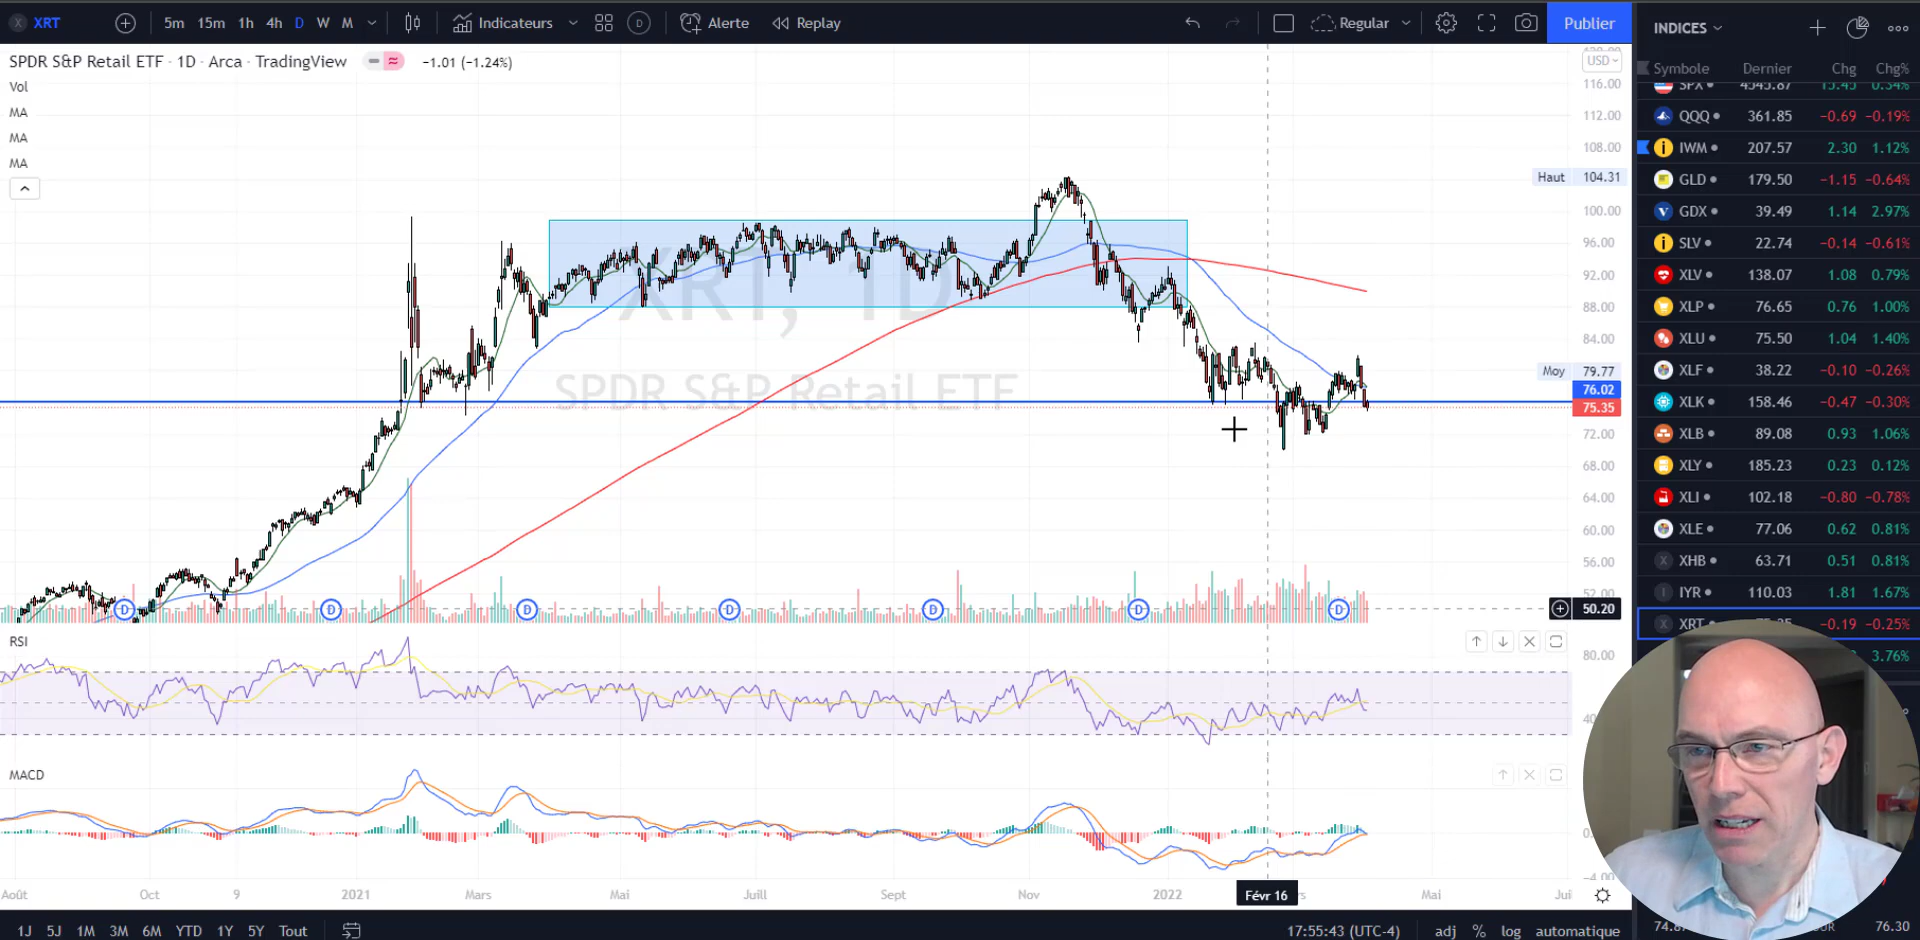 XRT 5m 15m 1h 4h D W M Indicateurs D Alerte Replay Regular Publier
SPDR S&P Retail ETF · 1D · Arca · TradingView −1.01 (−1.24%)
Vol
MA
MA
MA
XRT, 1D
SPDR S&P Retail ETF
USD
116.00
112.00
108.00
Haut 104.31
100.00
96.00
92.00
88.00
84.00
Moy 79.77
76.02
75.35
72.00
68.00
64.00
60.00
56.00
52.00
50.20
D D D D D D D
RSI
80.00
MACD
Août Oct 9 2021 Mars Mai Juill Sept Nov 2022 Févr 16 Mai
1J 5J 1M 3M 6M YTD 1Y 5Y Tout 17:55:43 (UTC-4) adj % log automatique
INDICES
Symbole Dernier Chg Chg%
SPX 4545.87 15.45 0.34%
QQQ 361.85 −0.69 −0.19%
IWM 207.57 2.30 1.12%
GLD 179.50 −1.15 −0.64%
GDX 39.49 1.14 2.97%
SLV 22.74 −0.14 −0.61%
XLV 138.07 1.08 0.79%
XLP 76.65 0.76 1.00%
XLU 75.50 1.04 1.40%
XLF 38.22 −0.10 −0.26%
XLK 158.46 −0.47 −0.30%
XLB 89.08 0.93 1.06%
XLY 185.23 0.23 0.12%
XLI 102.18 −0.80 −0.78%
XLE 77.06 0.62 0.81%
XHB 63.71 0.51 0.81%
IYR 110.03 1.81 1.67%
XRT −0.19 −0.25%
3.76%
76.30